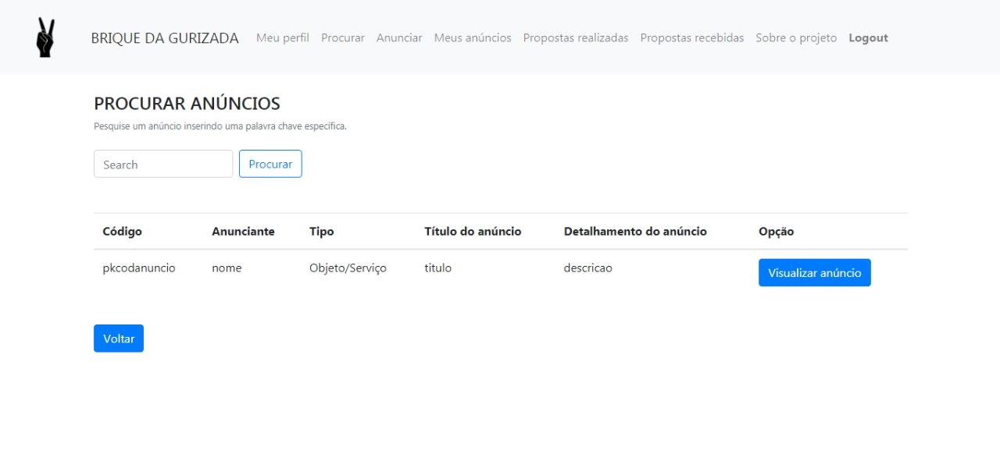 BRIQUE DA GURIZADA Meu perfil Procurar Anunciar Meus anúncios Propostas realizadas Propostas recebidas Sobre o projeto Logout
PROCURAR ANÚNCIOS
Pesquise um anúncio inserindo uma palavra chave específica.
Search Procurar
Código Anunciante Tipo Título do anúncio Detalhamento do anúncio Opção
pkcodanuncio nome Objeto/Serviço titulo descricao Visualizar anúncio
Voltar